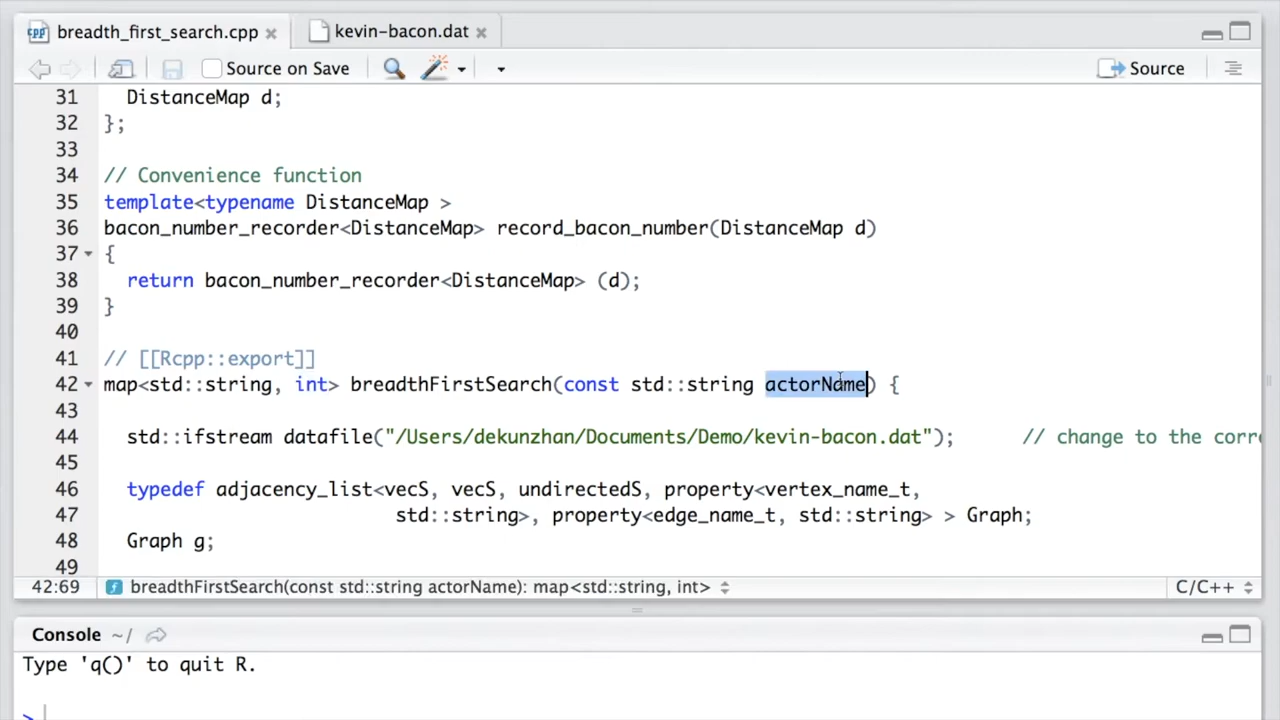 breadth_first_search.cpp kevin-bacon.dat
Source on Save Source
31 DistanceMap d;
32 };
33
34 // Convenience function
35 template<typename DistanceMap >
36 bacon_number_recorder<DistanceMap> record_bacon_number(DistanceMap d)
37 {
38 return bacon_number_recorder<DistanceMap> (d);
39 }
40
41 // [[Rcpp::export]]
42 map<std::string, int> breadthFirstSearch(const std::string actorName) {
43
44 std::ifstream datafile("/Users/dekunzhan/Documents/Demo/kevin-bacon.dat"); // change to the corre
45
46 typedef adjacency_list<vecS, vecS, undirectedS, property<vertex_name_t,
47 std::string>, property<edge_name_t, std::string> > Graph;
48 Graph g;
49
42:69 breadthFirstSearch(const std::string actorName): map<std::string, int> C/C++
Console ~/
Type 'q()' to quit R.
>